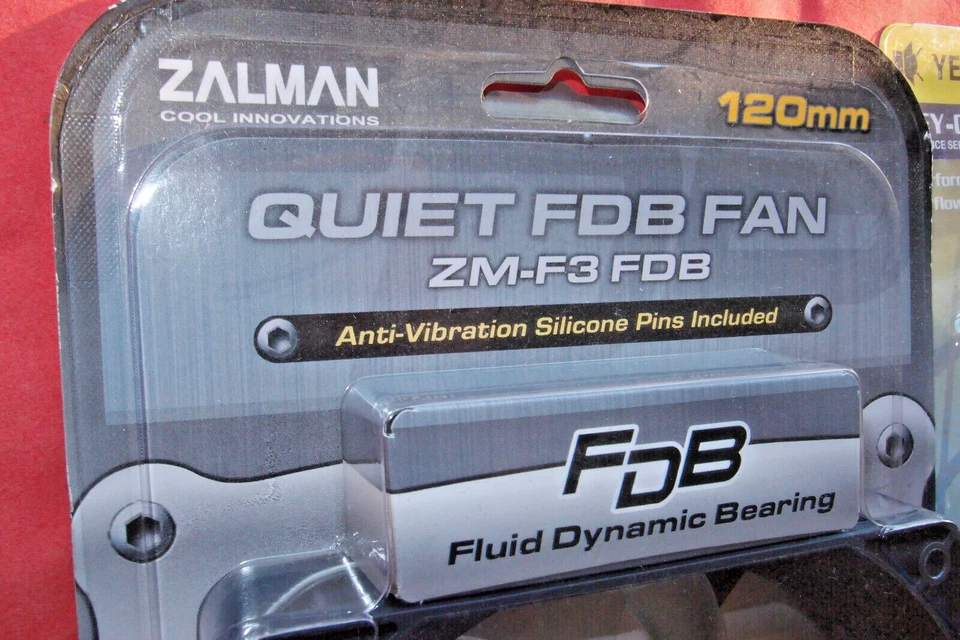 ZALMAN
COOL INNOVATIONS
120mm
QUIET FDB FAN
ZM-F3 FDB
Anti-Vibration Silicone Pins Included
FDB
Fluid Dynamic Bearing